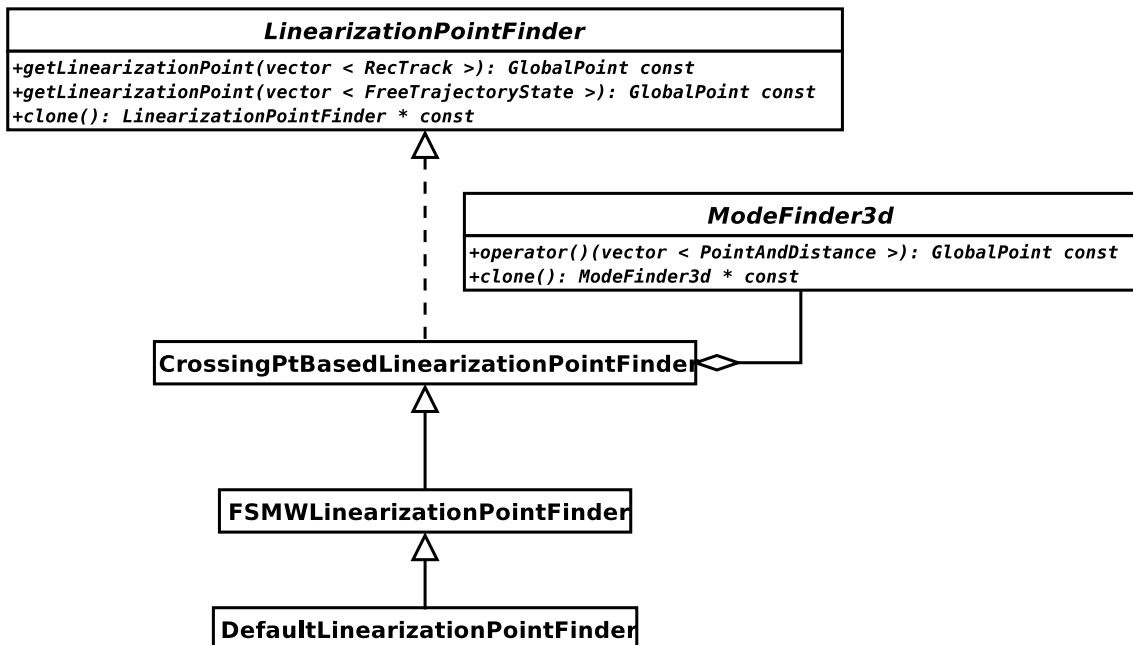 LinearizationPointFinder
+getLinearizationPoint(vector < RecTrack >): GlobalPoint const
+getLinearizationPoint(vector < FreeTrajectoryState >): GlobalPoint const
+clone(): LinearizationPointFinder * const
ModeFinder3d
+operator()(vector < PointAndDistance >): GlobalPoint const
+clone(): ModeFinder3d * const
CrossingPtBasedLinearizationPointFinder
FSMWLinearizationPointFinder
DefaultLinearizationPointFinder